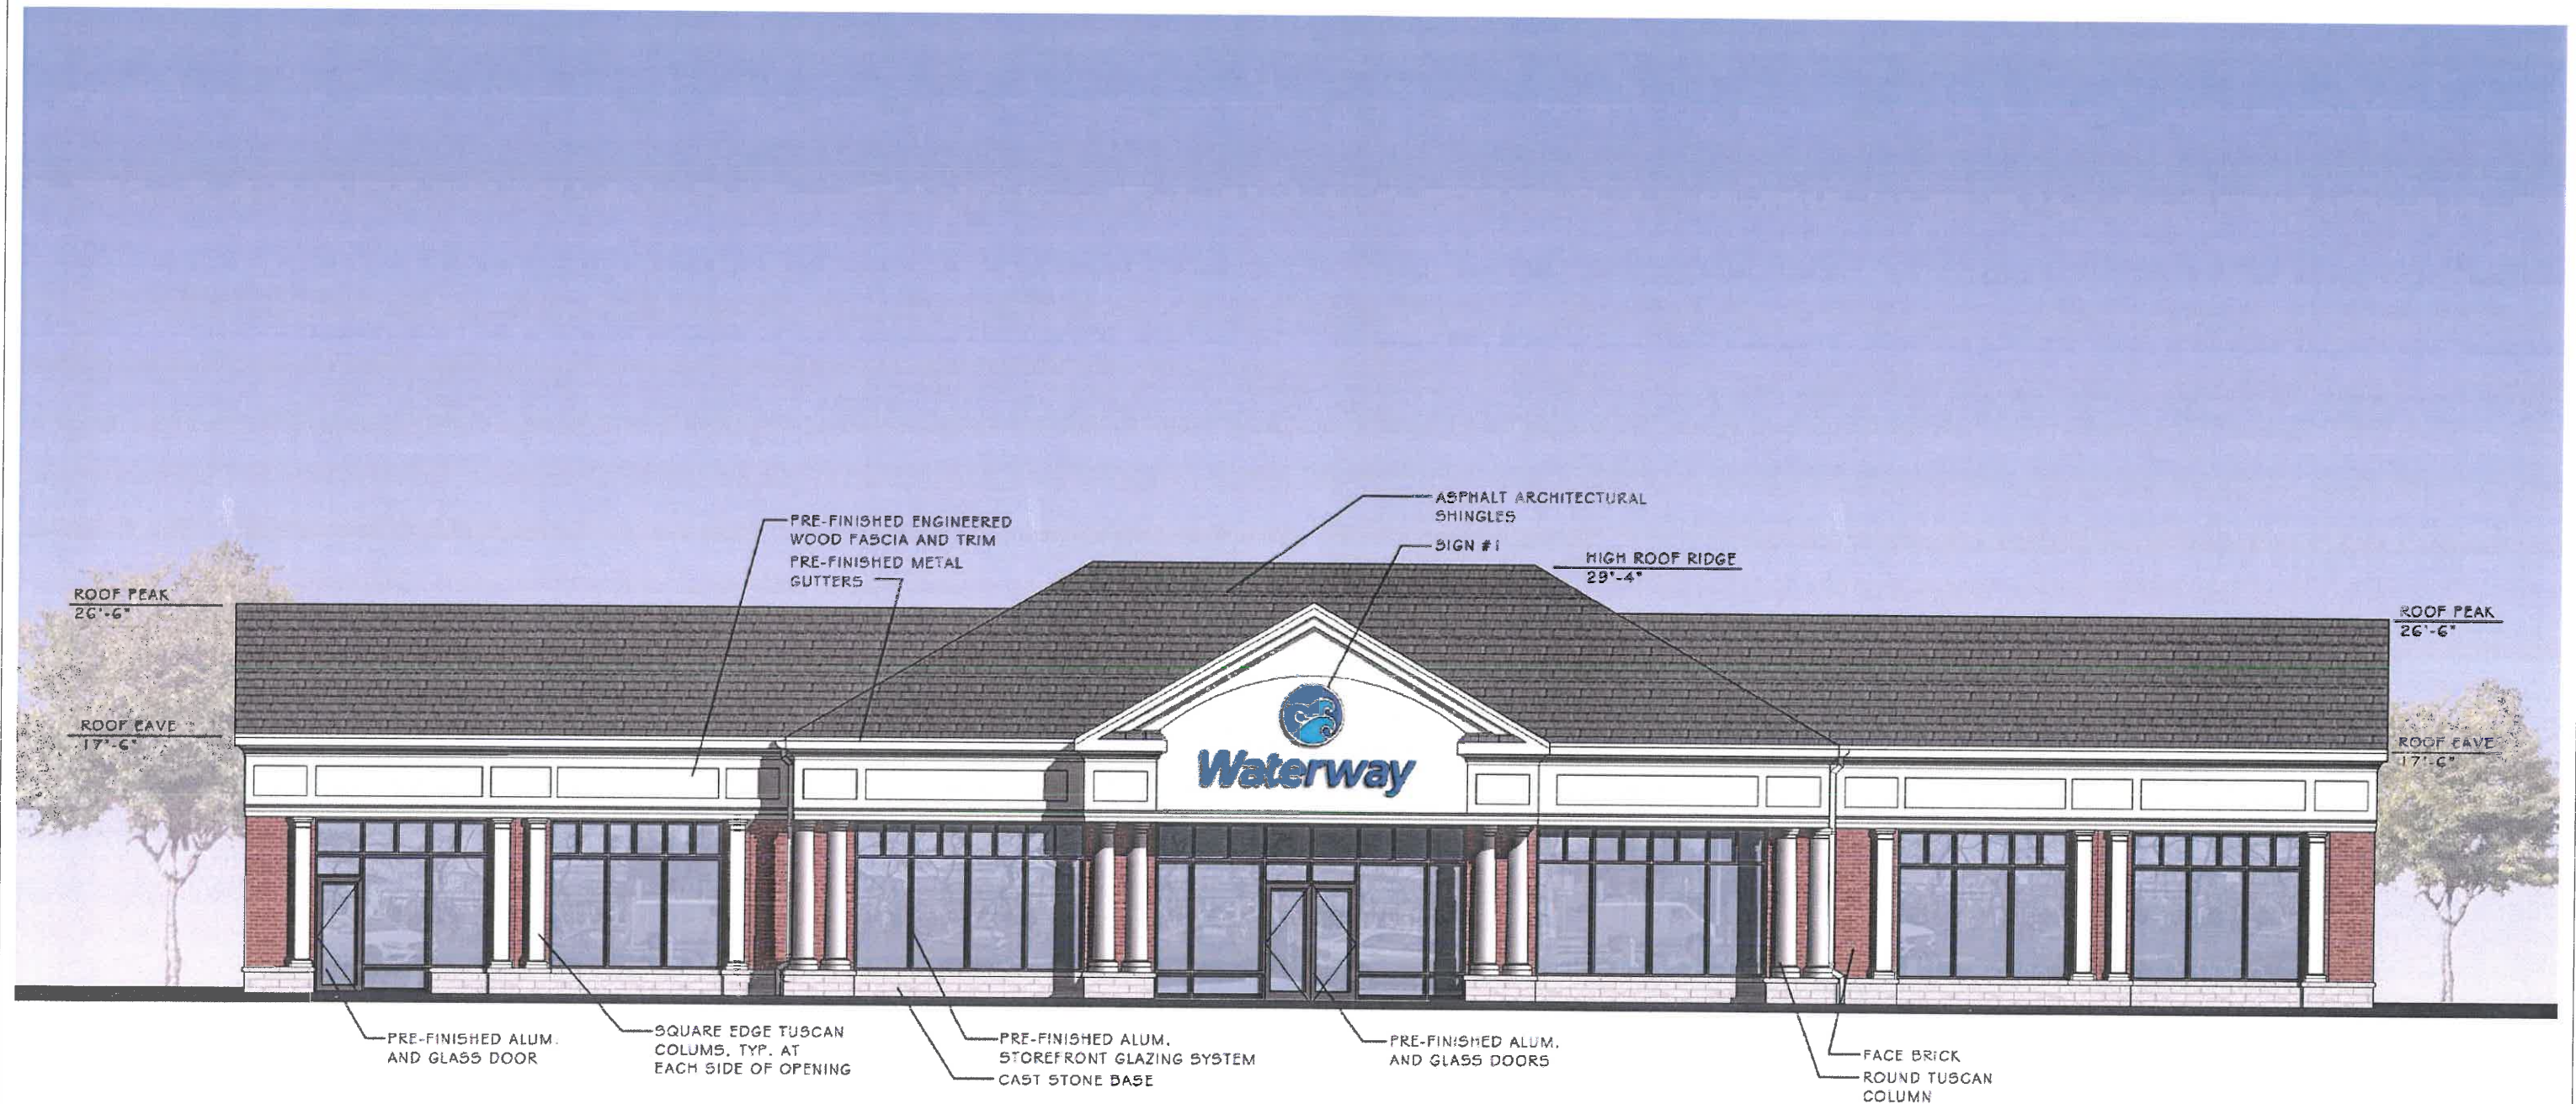 ASPHALT ARCHITECTURAL
SHINGLES
PRE-FINISHED ENGINEERED
WOOD FASCIA AND TRIM
SIGN #1
PRE-FINISHED METAL
GUTTERS
HIGH ROOF RIDGE
29'-4"
ROOF PEAK
26'-6"
ROOF PEAK
26'-6"
ROOF EAVE
17'-6"
ROOF EAVE
17'-6"
Waterway
PRE-FINISHED ALUM.
AND GLASS DOOR
SQUARE EDGE TUSCAN
COLUMS, TYP. AT
EACH SIDE OF OPENING
PRE-FINISHED ALUM.
STOREFRONT GLAZING SYSTEM
CAST STONE BASE
PRE-FINISHED ALUM.
AND GLASS DOORS
FACE BRICK
ROUND TUSCAN
COLUMN